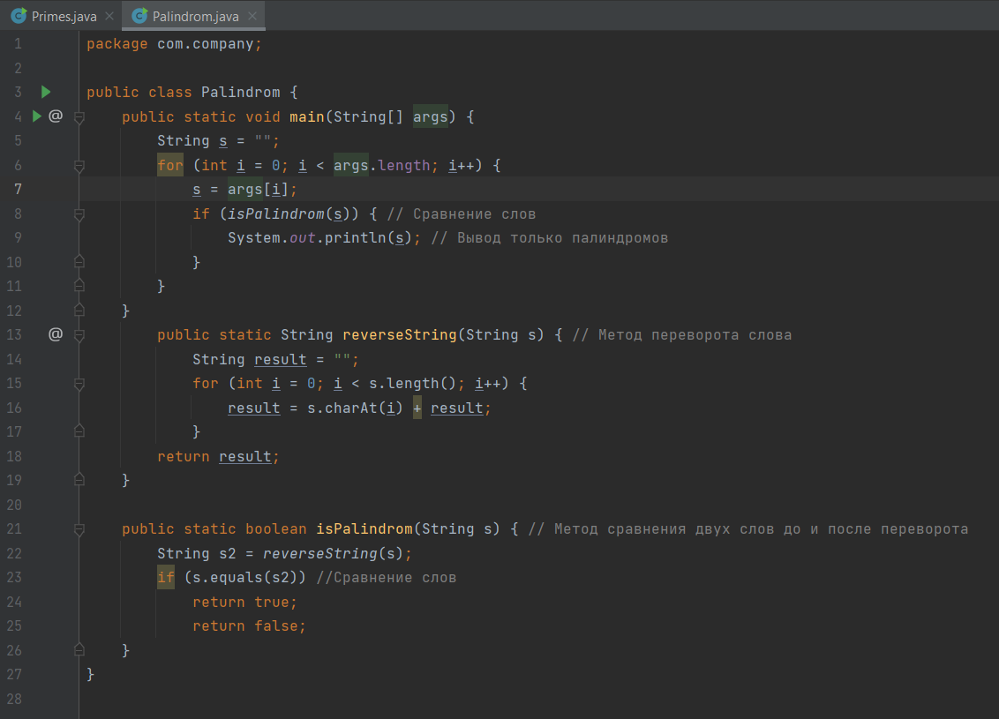 Primes.java Palindrom.java
1 package com.company;
2
3 public class Palindrom {
4 @ public static void main(String[] args) {
5 String s = "";
6 for (int i = 0; i < args.length; i++) {
7 s = args[i];
8 if (isPalindrom(s)) { // Сравнение слов
9 System.out.println(s); // Вывод только палиндромов
10 }
11 }
12 }
13 @ public static String reverseString(String s) { // Метод переворота слова
14 String result = "";
15 for (int i = 0; i < s.length(); i++) {
16 result = s.charAt(i) + result;
17 }
18 return result;
19 }
20
21 public static boolean isPalindrom(String s) { // Метод сравнения двух слов до и после переворота
22 String s2 = reverseString(s);
23 if (s.equals(s2)) //Сравнение слов
24 return true;
25 return false;
26 }
27 }
28